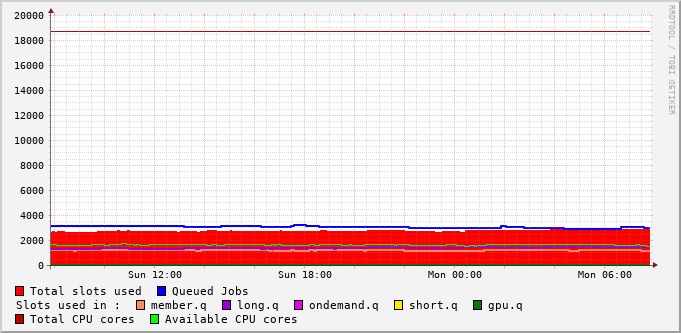 20000
18000
16000
14000
12000
10000
8000
6000
4000
2000
0
Sun 12:00 Sun 18:00 Mon 00:00 Mon 06:00
Total slots used Queued Jobs
Slots used in : member.q long.q ondemand.q short.q gpu.q
Total CPU cores Available CPU cores
RRDTOOL / TOBI OETIKER